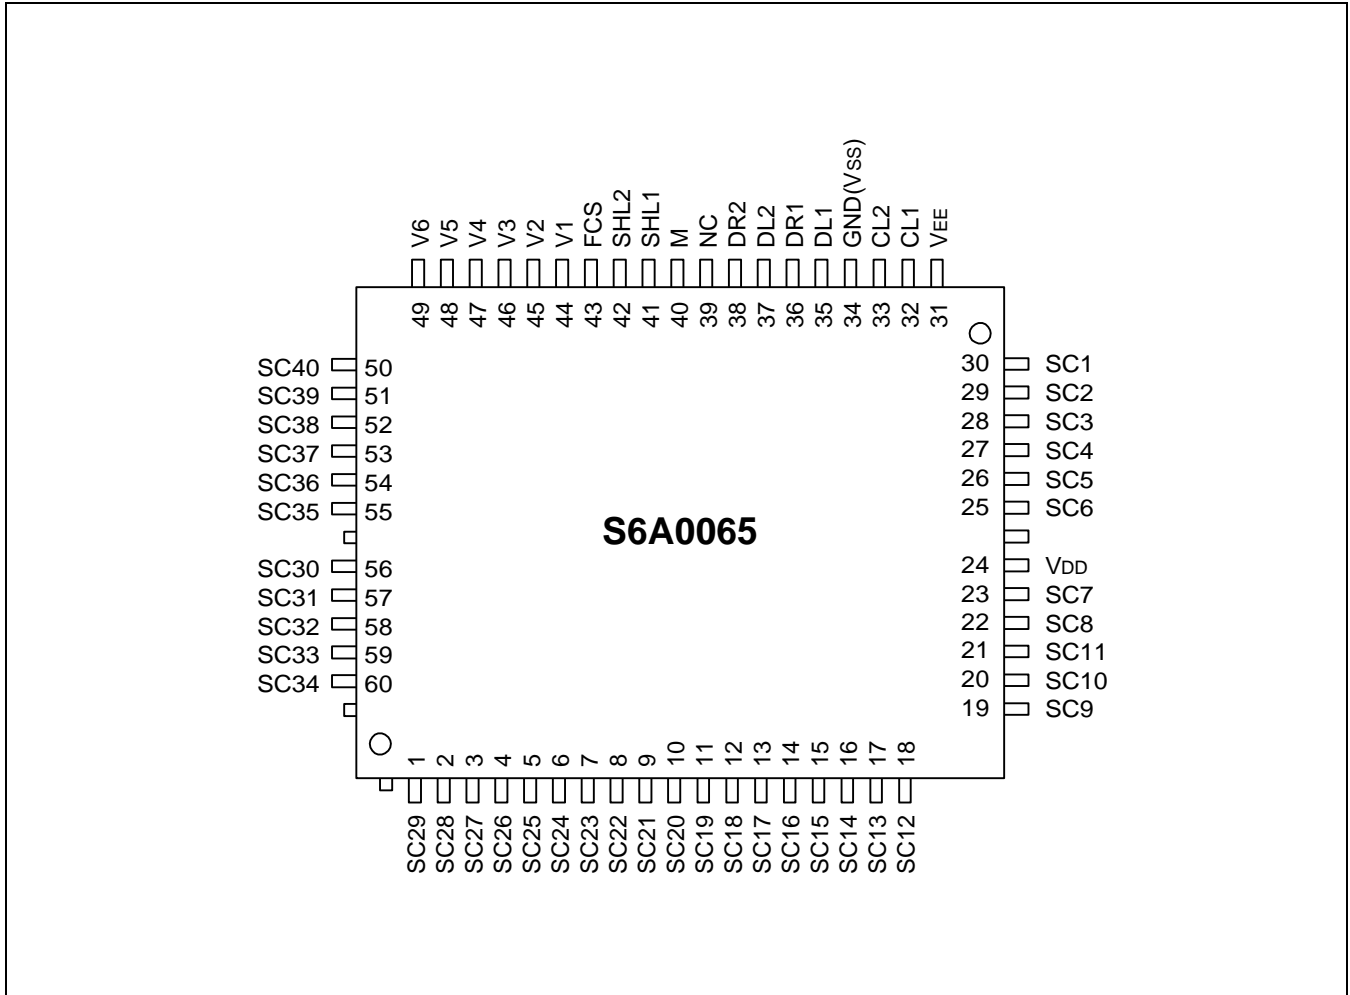 V6 V5 V4 V3 V2 V1 FCS SHL2 SHL1 M NC DR2 DL2 DR1 DL1 GND(VSS) CL2 CL1 VEE
49 48 47 46 45 44 43 42 41 40 39 38 37 36 35 34 33 32 31
SC40 50 30 SC1
SC39 51 29 SC2
SC38 52 28 SC3
SC37 53 27 SC4
SC36 54 26 SC5
SC35 55 25 SC6
S6A0065
SC30 56 24 VDD
SC31 57 23 SC7
SC32 58 22 SC8
SC33 59 21 SC11
SC34 60 20 SC10
19 SC9
1 2 3 4 5 6 7 8 9 10 11 12 13 14 15 16 17 18
SC29 SC28 SC27 SC26 SC25 SC24 SC23 SC22 SC21 SC20 SC19 SC18 SC17 SC16 SC15 SC14 SC13 SC12